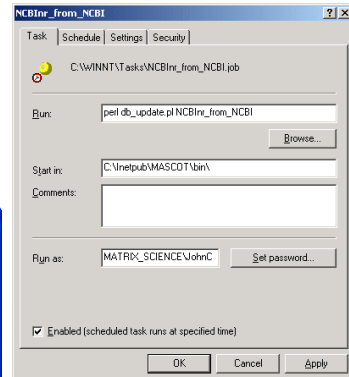 NCBInr_from_NCBI
Task Schedule Settings Security
C:\WINNT\Tasks\NCBInr_from_NCBI.job
Run: perl db_update.pl NCBInr_from_NCBI
Browse...
Start in: C:\Inetpub\MASCOT\bin\
Comments:
Run as: MATRIX_SCIENCE\JohnC Set password...
Enabled (scheduled task runs at specified time)
OK Cancel Apply